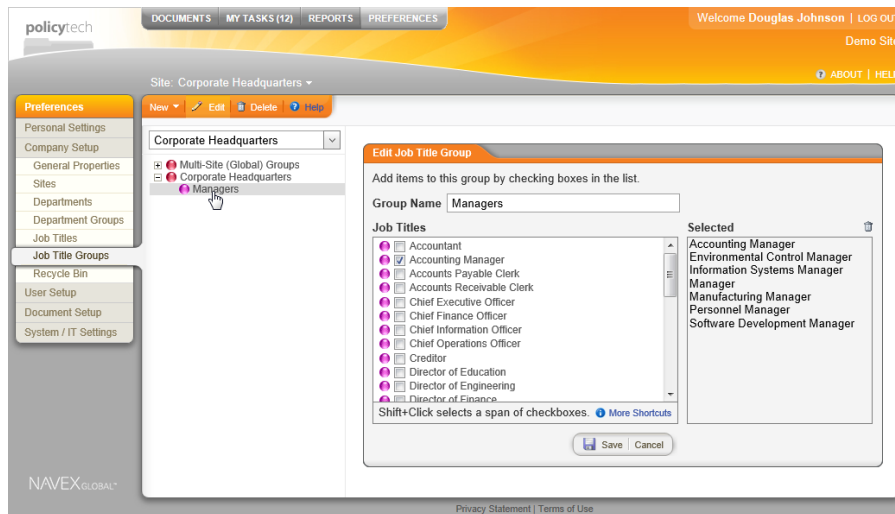 policytech
DOCUMENTS MY TASKS (12) REPORTS PREFERENCES
Welcome Douglas Johnson | LOG OUT
Demo Site
Site: Corporate Headquarters
ABOUT | HELP
Preferences
New Edit Delete Help
Personal Settings
Company Setup
General Properties
Sites
Departments
Department Groups
Job Titles
Job Title Groups
Recycle Bin
User Setup
Document Setup
System / IT Settings
Corporate Headquarters
Multi-Site (Global) Groups
Corporate Headquarters
Managers
Edit Job Title Group
Add items to this group by checking boxes in the list.
Group Name Managers
Job Titles
Accountant
Accounting Manager
Accounts Payable Clerk
Accounts Receivable Clerk
Chief Executive Officer
Chief Finance Officer
Chief Information Officer
Chief Operations Officer
Creditor
Director of Education
Director of Engineering
Director of Finance
Shift+Click selects a span of checkboxes. More Shortcuts
Selected
Accounting Manager
Environmental Control Manager
Information Systems Manager
Manager
Manufacturing Manager
Personnel Manager
Software Development Manager
Save Cancel
NAVEX GLOBAL
Privacy Statement | Terms of Use